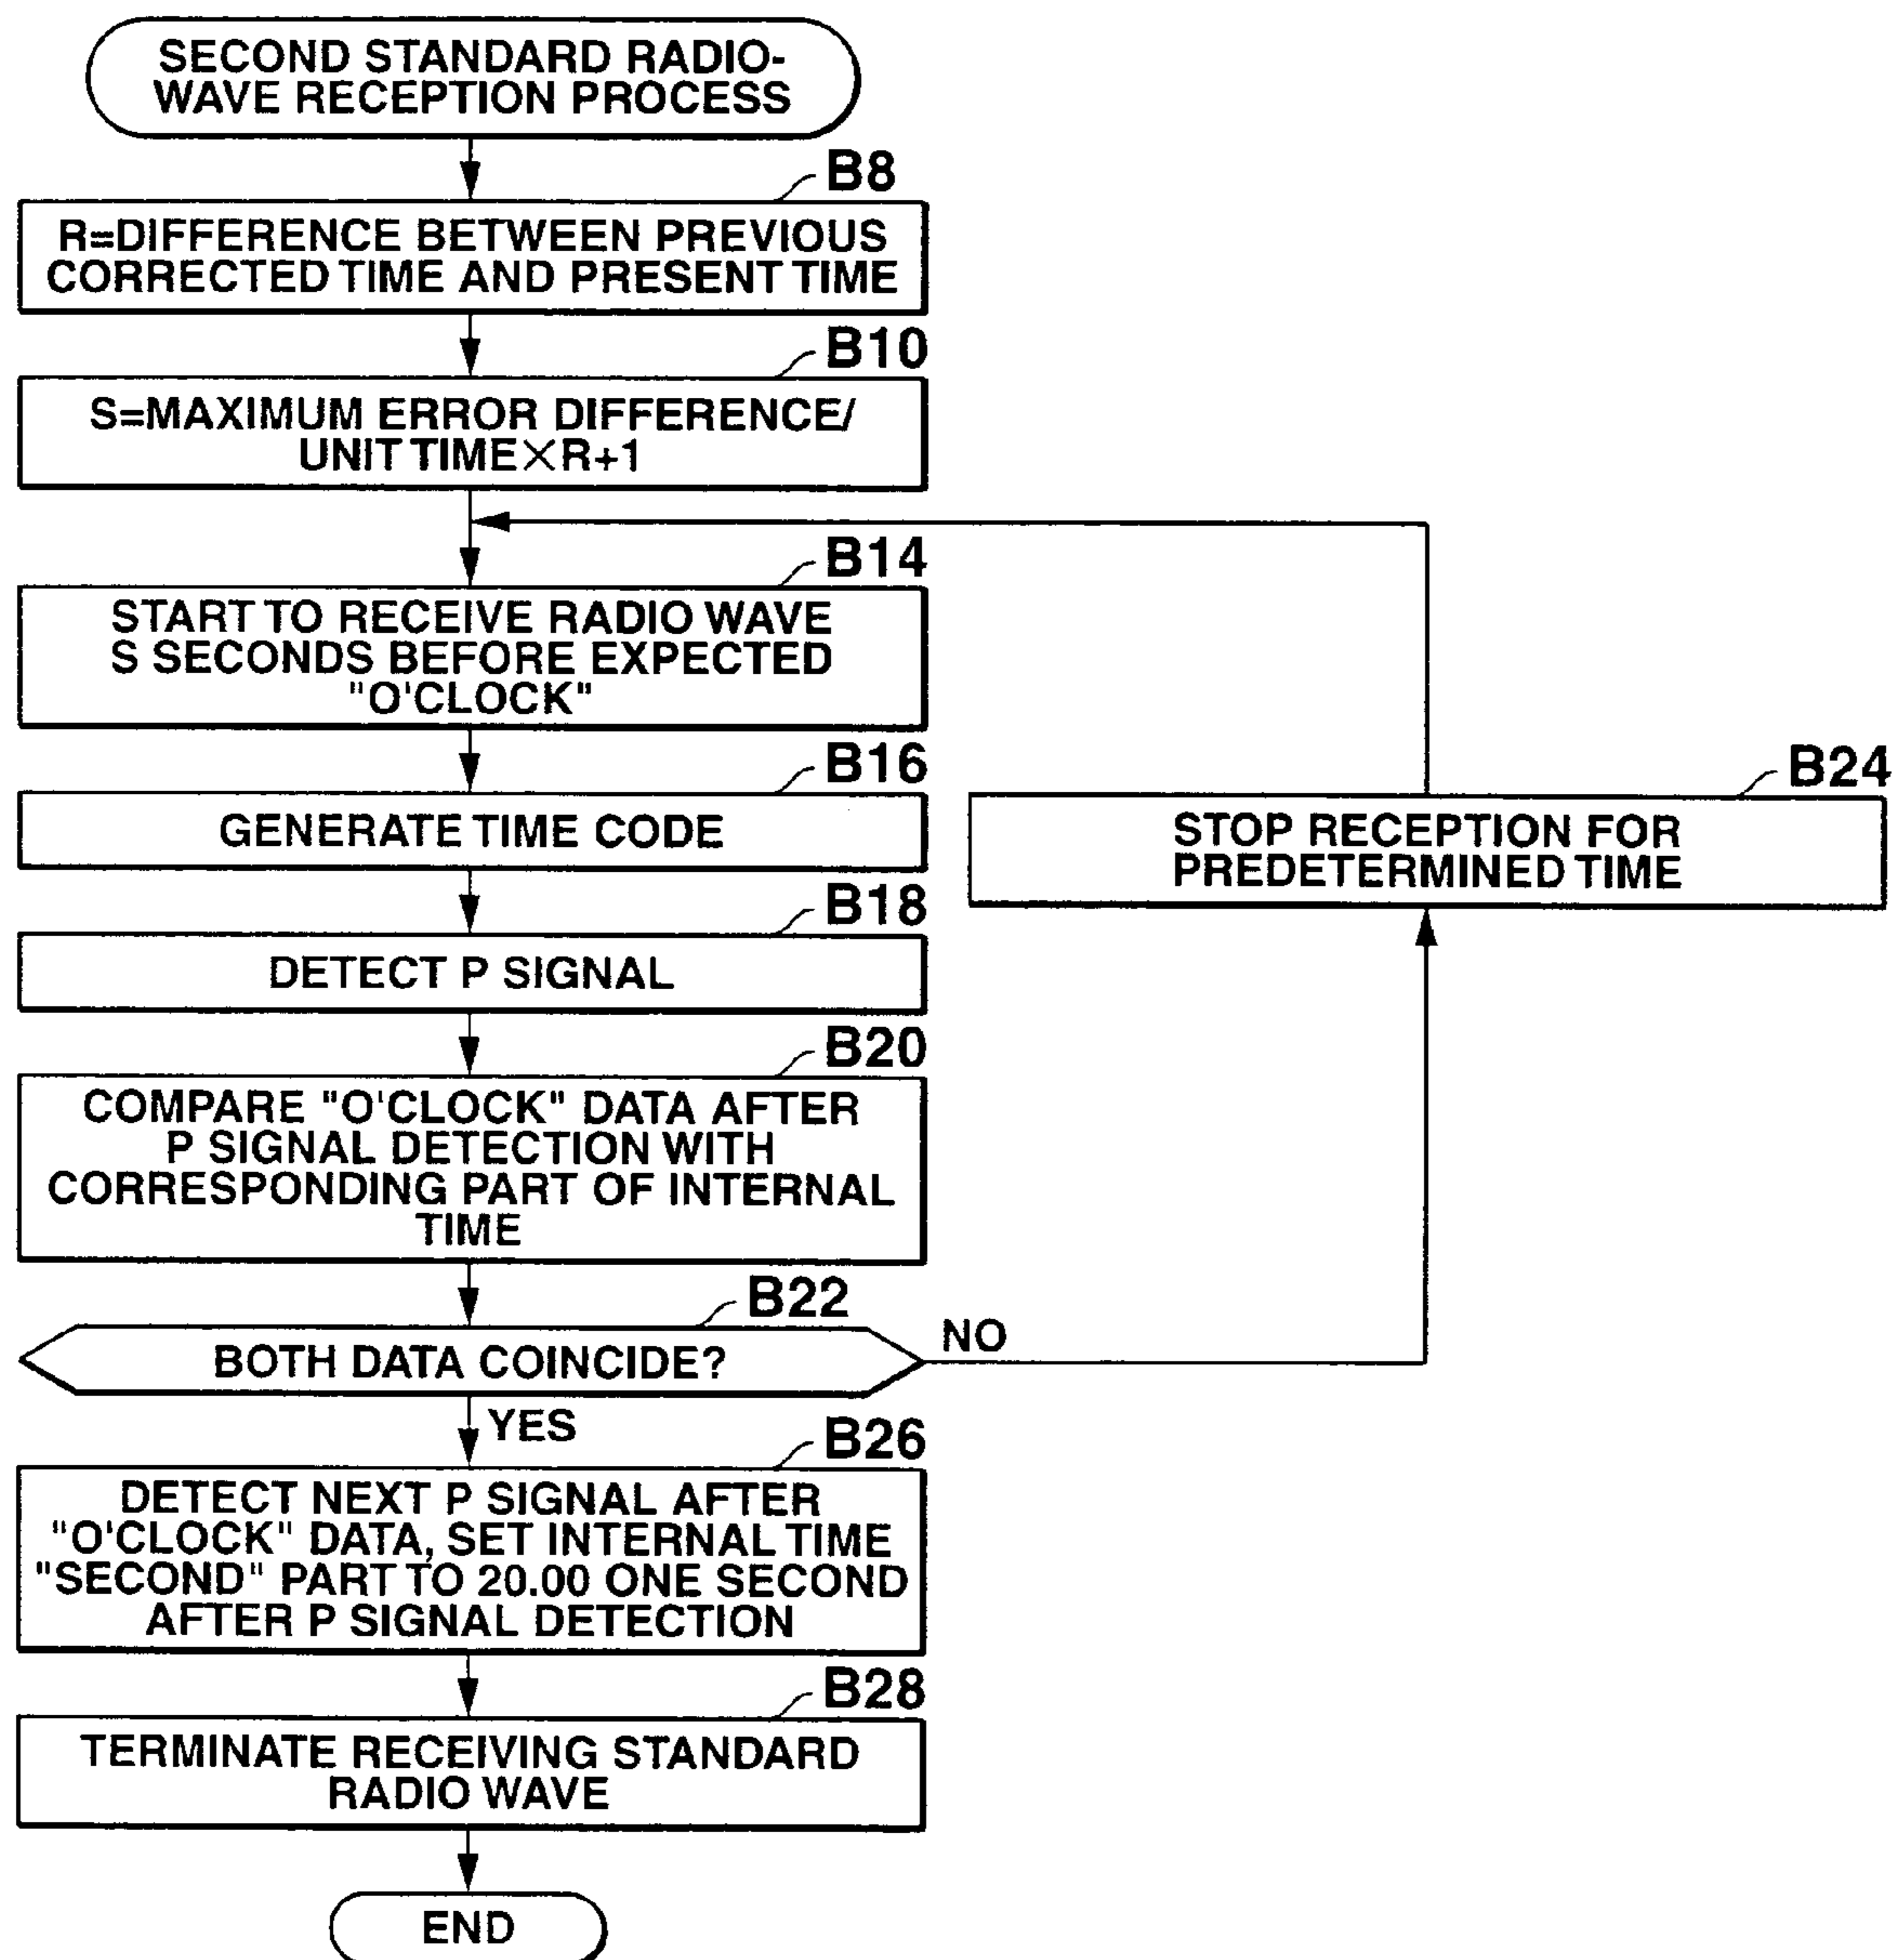 SECOND STANDARD RADIO-
WAVE RECEPTION PROCESS
B8
R=DIFFERENCE BETWEEN PREVIOUS
CORRECTED TIME AND PRESENT TIME
B10
S=MAXIMUM ERROR DIFFERENCE/
UNIT TIME×R+1
B14
START TO RECEIVE RADIO WAVE
S SECONDS BEFORE EXPECTED
"O'CLOCK"
B16
GENERATE TIME CODE
B24
STOP RECEPTION FOR
PREDETERMINED TIME
B18
DETECT P SIGNAL
B20
COMPARE "O'CLOCK" DATA AFTER
P SIGNAL DETECTION WITH
CORRESPONDING PART OF INTERNAL
TIME
B22
BOTH DATA COINCIDE?
NO
YES
B26
DETECT NEXT P SIGNAL AFTER
"O'CLOCK" DATA, SET INTERNAL TIME
"SECOND" PART TO 20.00 ONE SECOND
AFTER P SIGNAL DETECTION
B28
TERMINATE RECEIVING STANDARD
RADIO WAVE
END